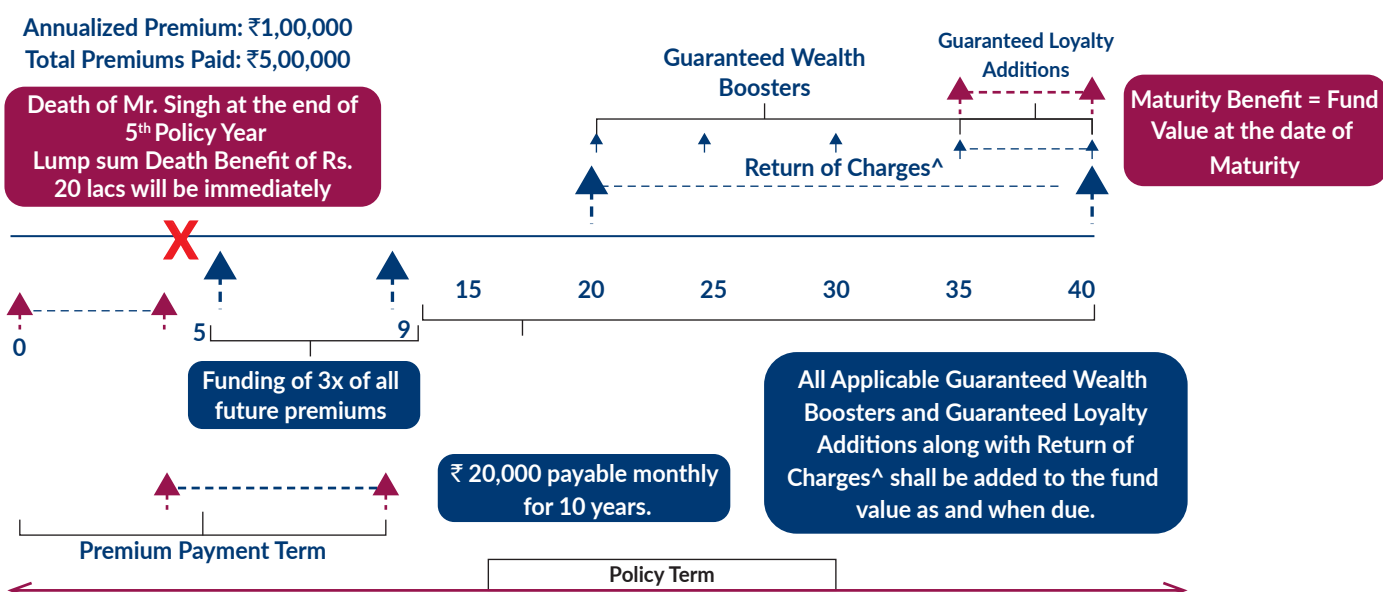 Annualized Premium: ₹1,00,000
Total Premiums Paid: ₹5,00,000
Death of Mr. Singh at the end of
5th Policy Year
Lump sum Death Benefit of Rs.
20 lacs will be immediately
Guaranteed Wealth
Boosters
Guaranteed Loyalty
Additions
Return of Charges^
Maturity Benefit = Fund
Value at the date of
Maturity
X
0
5
9
15
20
25
30
35
40
Funding of 3x of all
future premiums
₹ 20,000 payable monthly
for 10 years.
All Applicable Guaranteed Wealth
Boosters and Guaranteed Loyalty
Additions along with Return of
Charges^ shall be added to the fund
value as and when due.
Premium Payment Term
Policy Term